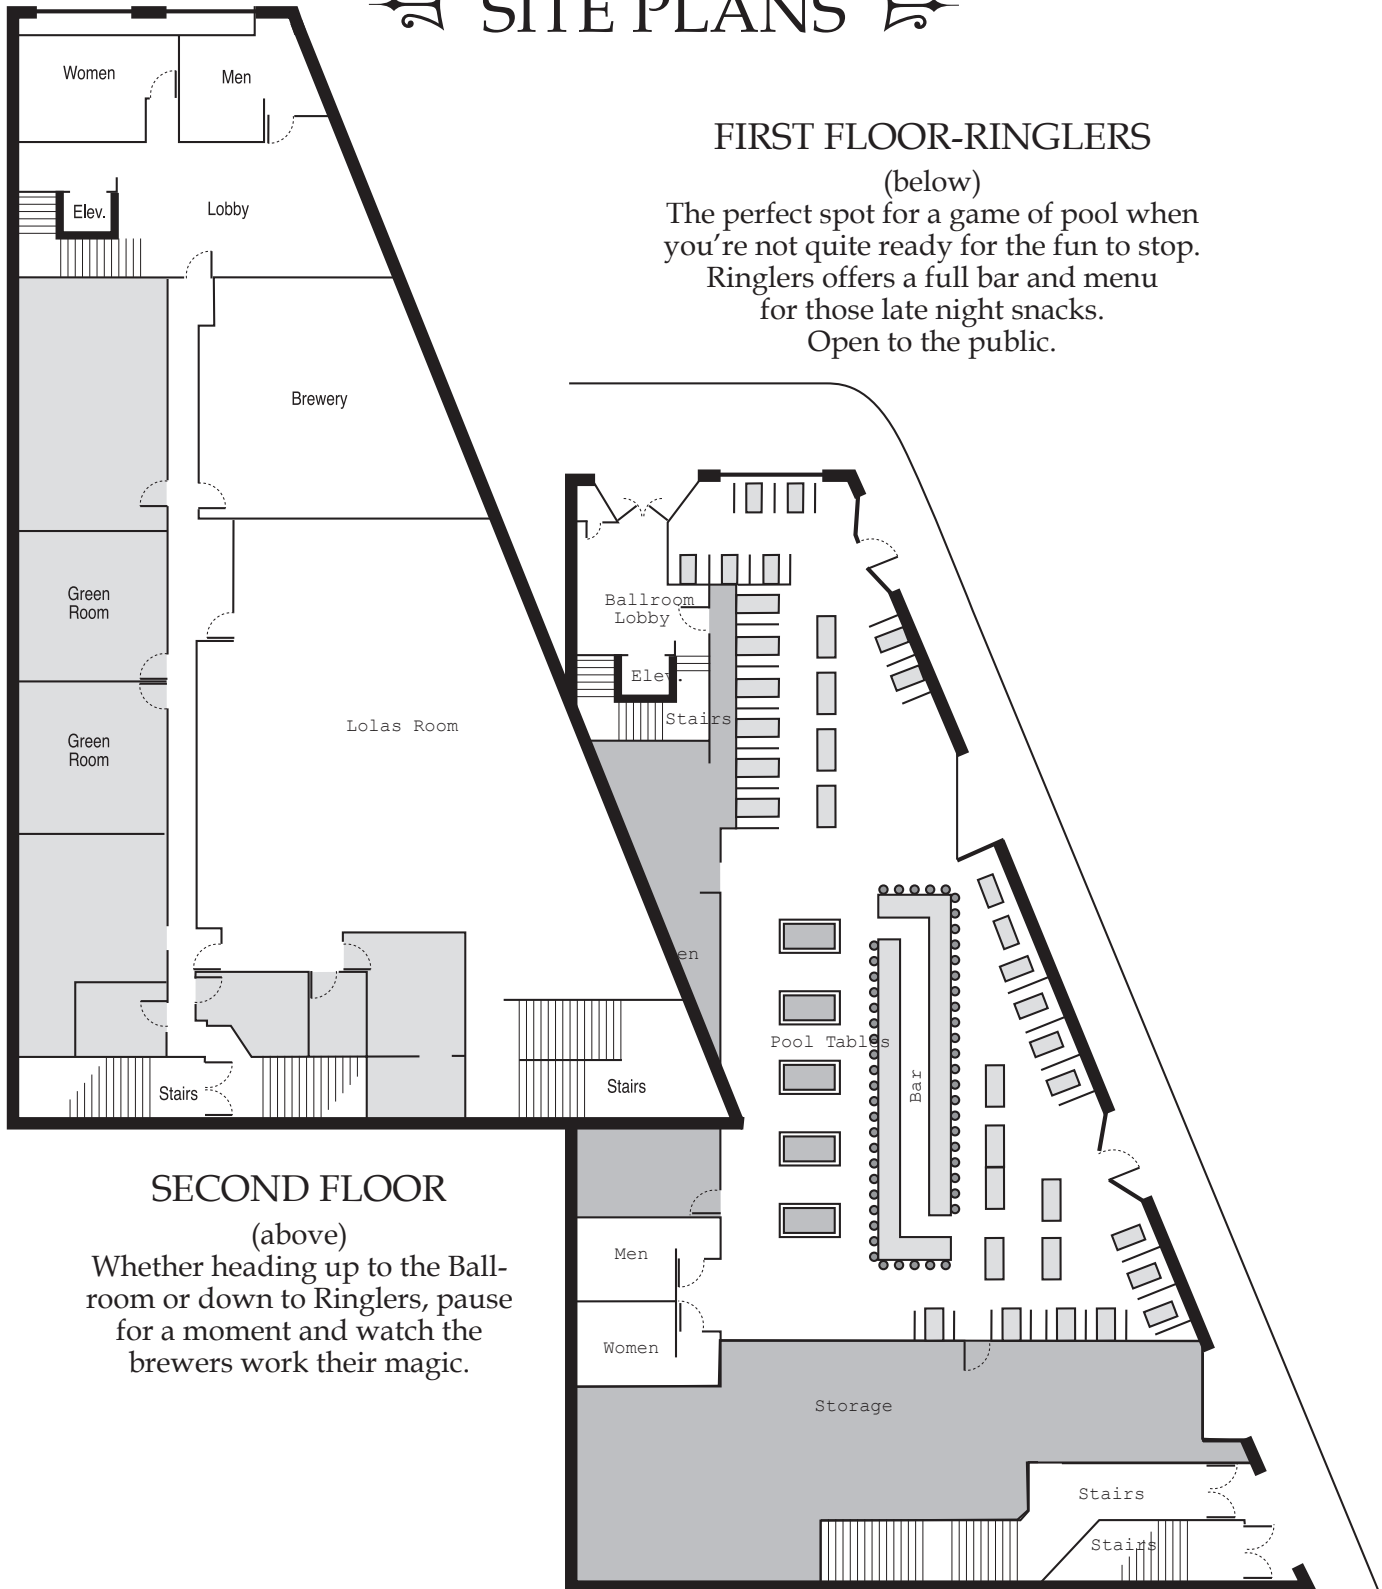 SITE PLANS
Women
Men
Elev.
Lobby
Brewery
Green
Room
Green
Room
Lolas Room
Stairs
Stairs
SECOND FLOOR
(above)
Whether heading up to the Ball-
room or down to Ringlers, pause
for a moment and watch the
brewers work their magic.
FIRST FLOOR-RINGLERS
(below)
The perfect spot for a game of pool when
you’re not quite ready for the fun to stop.
Ringlers offers a full bar and menu
for those late night snacks.
Open to the public.
Ballroom
Lobby
Elev.
Stairs
en
Pool Tables
Bar
Men
Women
Storage
Stairs
Stairs